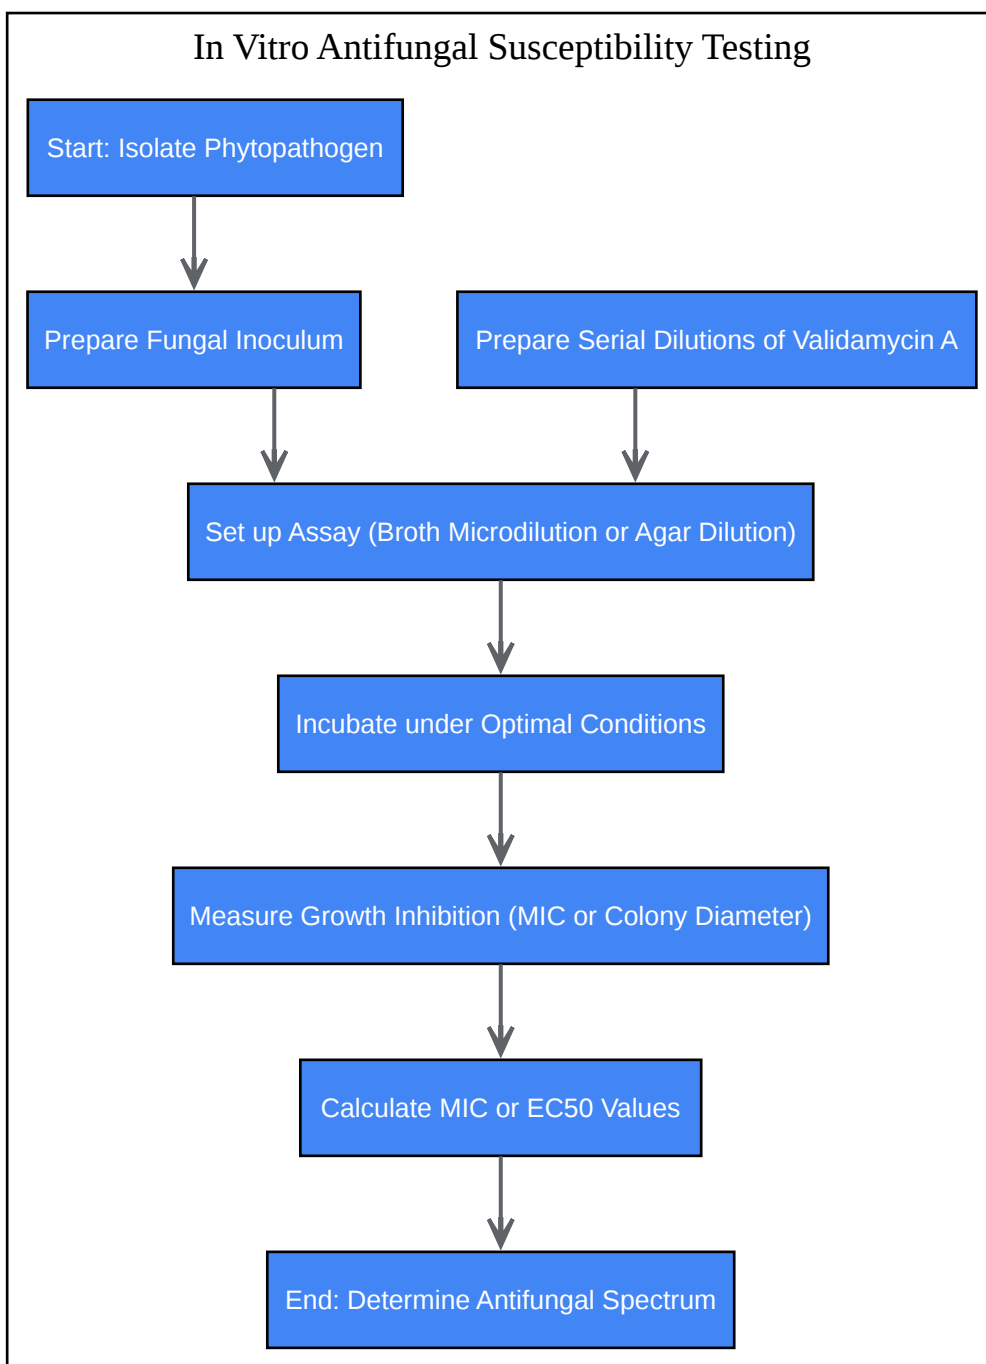 In Vitro Antifungal Susceptibility Testing
Start: Isolate Phytopathogen
Prepare Fungal Inoculum
Prepare Serial Dilutions of Validamycin A
Set up Assay (Broth Microdilution or Agar Dilution)
Incubate under Optimal Conditions
Measure Growth Inhibition (MIC or Colony Diameter)
Calculate MIC or EC50 Values
End: Determine Antifungal Spectrum